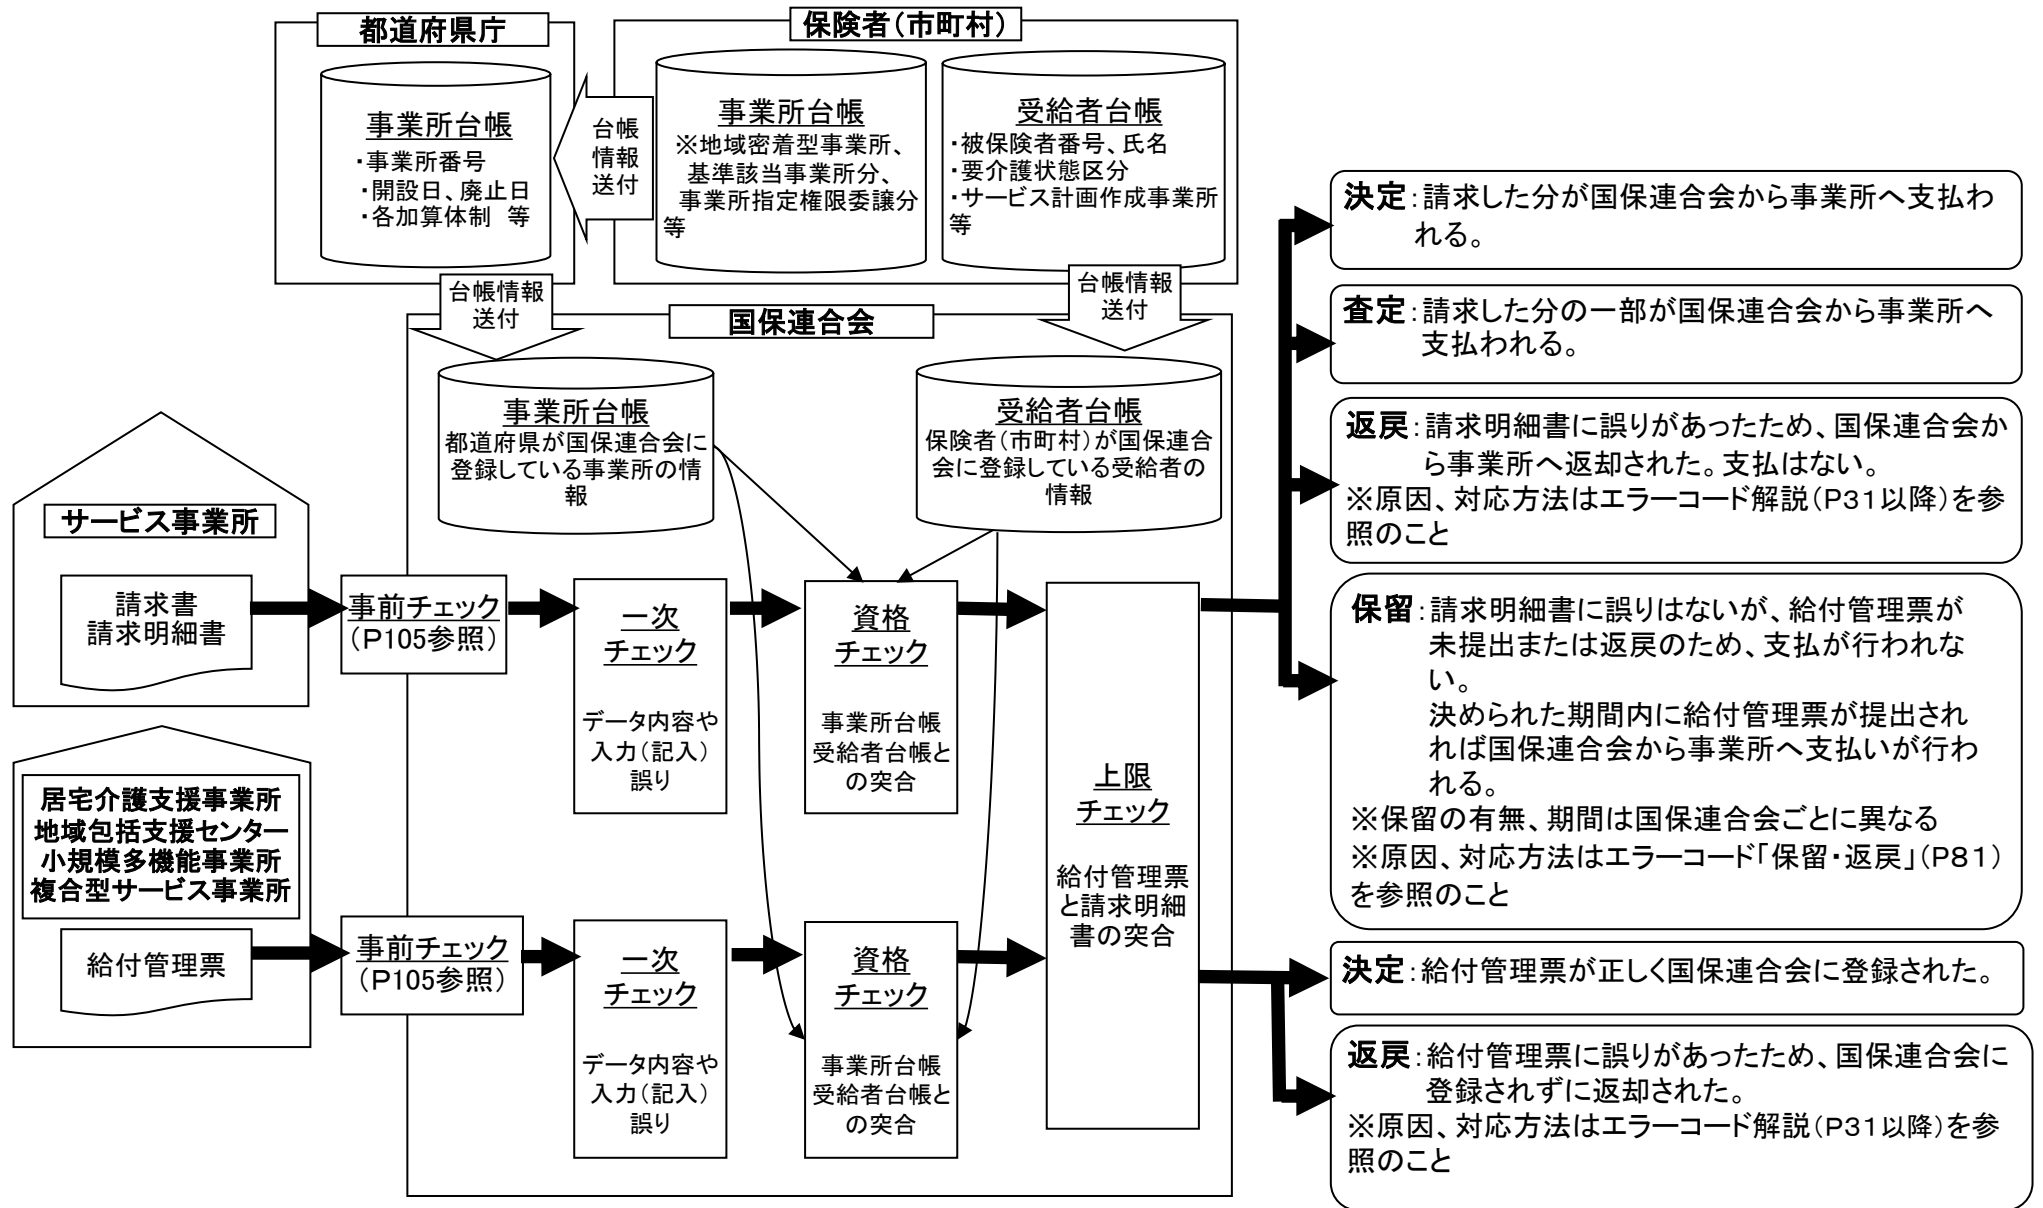 都道府県庁
事業所台帳
・事業所番号
・開設日、廃止日
・各加算体制　等
台帳
情報
送付
保険者（市町村）
事業所台帳
※地域密着型事業所、
基準該当事業所分、
事業所指定権限委譲分
等
受給者台帳
・被保険者番号、氏名
・要介護状態区分
・サービス計画作成事業所
等
台帳情報
送付
台帳情報
送付
国保連合会
事業所台帳
都道府県が国保連合会に
登録している事業所の情
報
受給者台帳
保険者（市町村）が国保連合
会に登録している受給者の
情報
サービス事業所
請求書
請求明細書
事前チェック
（P105参照）
一次
チェック
データ内容や
入力（記入）
誤り
資格
チェック
事業所台帳
受給者台帳と
の突合
居宅介護支援事業所
地域包括支援センター
小規模多機能事業所
複合型サービス事業所
給付管理票
事前チェック
（P105参照）
一次
チェック
データ内容や
入力（記入）
誤り
資格
チェック
事業所台帳
受給者台帳と
の突合
上限
チェック
給付管理票
と請求明細
書の突合
決定：請求した分が国保連合会から事業所へ支払わ
れる。
査定：請求した分の一部が国保連合会から事業所へ
支払われる。
返戻：請求明細書に誤りがあったため、国保連合会か
ら事業所へ返却された。支払はない。
※原因、対応方法はエラーコード解説（P31以降）を参
照のこと
保留：請求明細書に誤りはないが、給付管理票が
未提出または返戻のため、支払が行われな
い。
決められた期間内に給付管理票が提出され
れば国保連合会から事業所へ支払いが行わ
れる。
※保留の有無、期間は国保連合会ごとに異なる
※原因、対応方法はエラーコード「保留・返戻」（P81）
を参照のこと
決定：給付管理票が正しく国保連合会に登録された。
返戻：給付管理票に誤りがあったため、国保連合会に
登録されずに返却された。
※原因、対応方法はエラーコード解説（P31以降）を参
照のこと